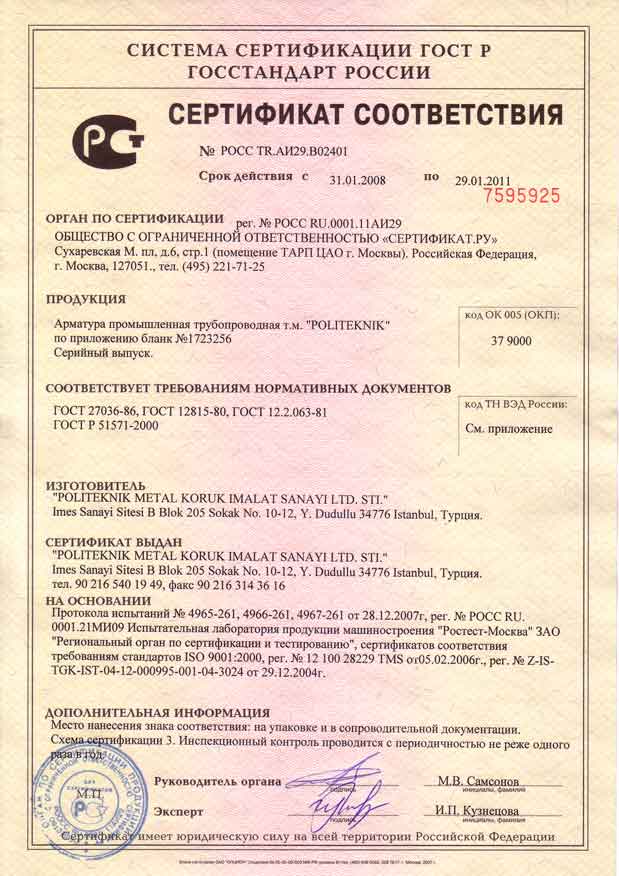 СИСТЕМА СЕРТИФИКАЦИИ ГОСТ Р
ГОССТАНДАРТ РОССИИ
СЕРТИФИКАТ СООТВЕТСТВИЯ
№ РОСС TR.АИ29.В02401
Срок действия с 31.01.2008 по 29.01.2011
7595925
ОРГАН ПО СЕРТИФИКАЦИИ рег. № РОСС RU.0001.11АИ29
ОБЩЕСТВО С ОГРАНИЧЕННОЙ ОТВЕТСТВЕННОСТЬЮ «СЕРТИФИКАТ.РУ»
Сухаревская М. пл, д.6, стр.1 (помещение ТАРП ЦАО г. Москвы). Российская Федерация,
г. Москва, 127051., тел. (495) 221-71-25
ПРОДУКЦИЯ
Арматура промышленная трубопроводная т.м. "POLITEKNIK"
по приложению бланк №1723256
Серийный выпуск.
код ОК 005 (ОКП):
37 9000
СООТВЕТСТВУЕТ ТРЕБОВАНИЯМ НОРМАТИВНЫХ ДОКУМЕНТОВ
ГОСТ 27036-86, ГОСТ 12815-80, ГОСТ 12.2.063-81
ГОСТ Р 51571-2000
код ТН ВЭД России:
См. приложение
ИЗГОТОВИТЕЛЬ
"POLITEKNIK METAL KORUK IMALAT SANAYI LTD. STI."
Imes Sanayi Sitesi B Blok 205 Sokak No. 10-12, Y. Dudullu 34776 Istanbul, Турция.
СЕРТИФИКАТ ВЫДАН
"POLITEKNIK METAL KORUK IMALAT SANAYI LTD. STI."
Imes Sanayi Sitesi B Blok 205 Sokak No. 10-12, Y. Dudullu 34776 Istanbul, Турция.
тел. 90 216 540 19 49, факс 90 216 314 36 16
НА ОСНОВАНИИ
Протокола испытаний № 4965-261, 4966-261, 4967-261 от 28.12.2007г, рег. № РОСС RU.
0001.21МИ09 Испытательная лаборатория продукции машиностроения "Ростест-Москва" ЗАО
"Региональный орган по сертификации и тестированию", сертификатов соответствия
требованиям стандартов ISO 9001:2000, рег. № 12 100 28229 TMS от05.02.2006г., рег. № Z-IS-
TGK-IST-04-12-000995-001-04-3024 от 29.12.2004г.
ДОПОЛНИТЕЛЬНАЯ ИНФОРМАЦИЯ
Место нанесения знака соответствия: на упаковке и в сопроводительной документации.
Схема сертификации 3. Инспекционный контроль проводится с периодичностью не реже одного
раза в год.
М.П.
Руководитель органа
подпись
М.В. Самсонов
инициалы, фамилия
Эксперт
подпись
И.П. Кузнецова
инициалы, фамилия
Сертификат имеет юридическую силу на всей территории Российской Федерации